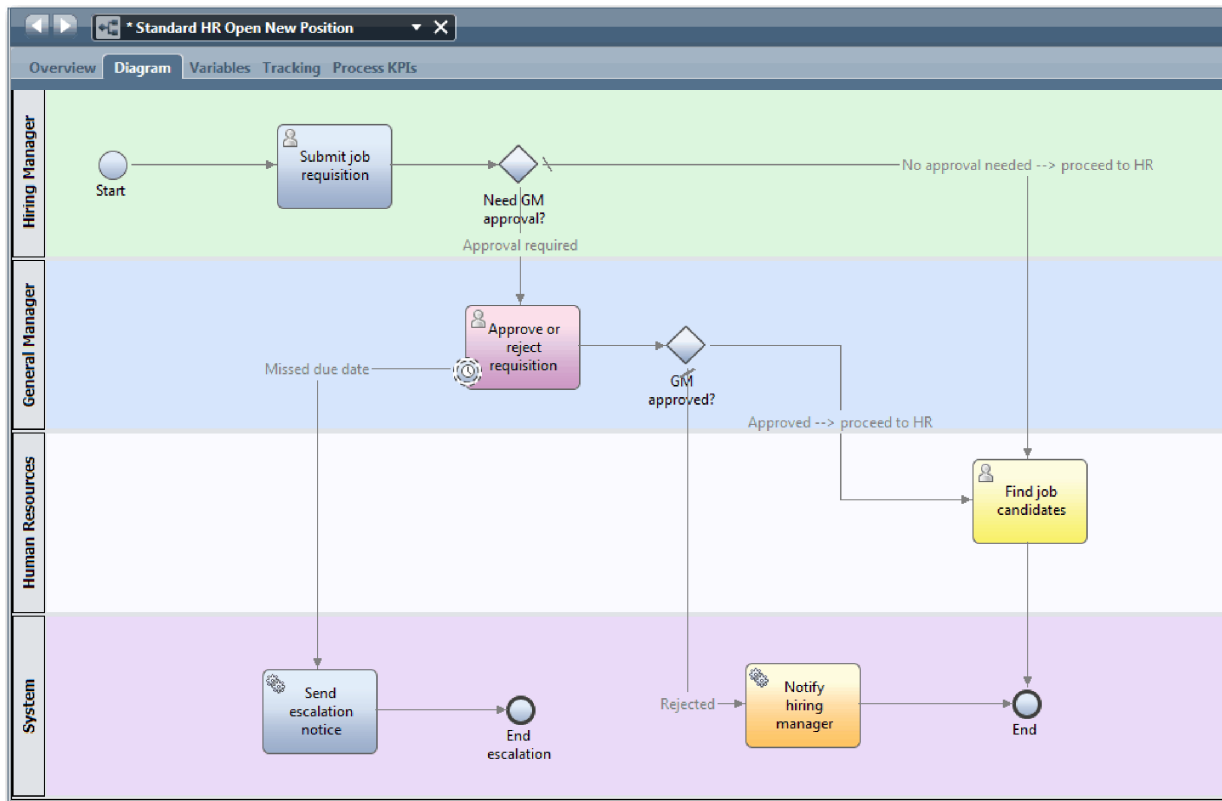 * Standard HR Open New Position
Overview Diagram Variables Tracking Process KPIs
Hiring Manager
Start
Submit job
requisition
Need GM
approval?
No approval needed --> proceed to HR
Approval required
General Manager
Approve or
reject
requisition
Missed due date
GM
approved?
Approved --> proceed to HR
Human Resources
Find job
candidates
System
Send
escalation
notice
End
escalation
Rejected
Notify
hiring
manager
End